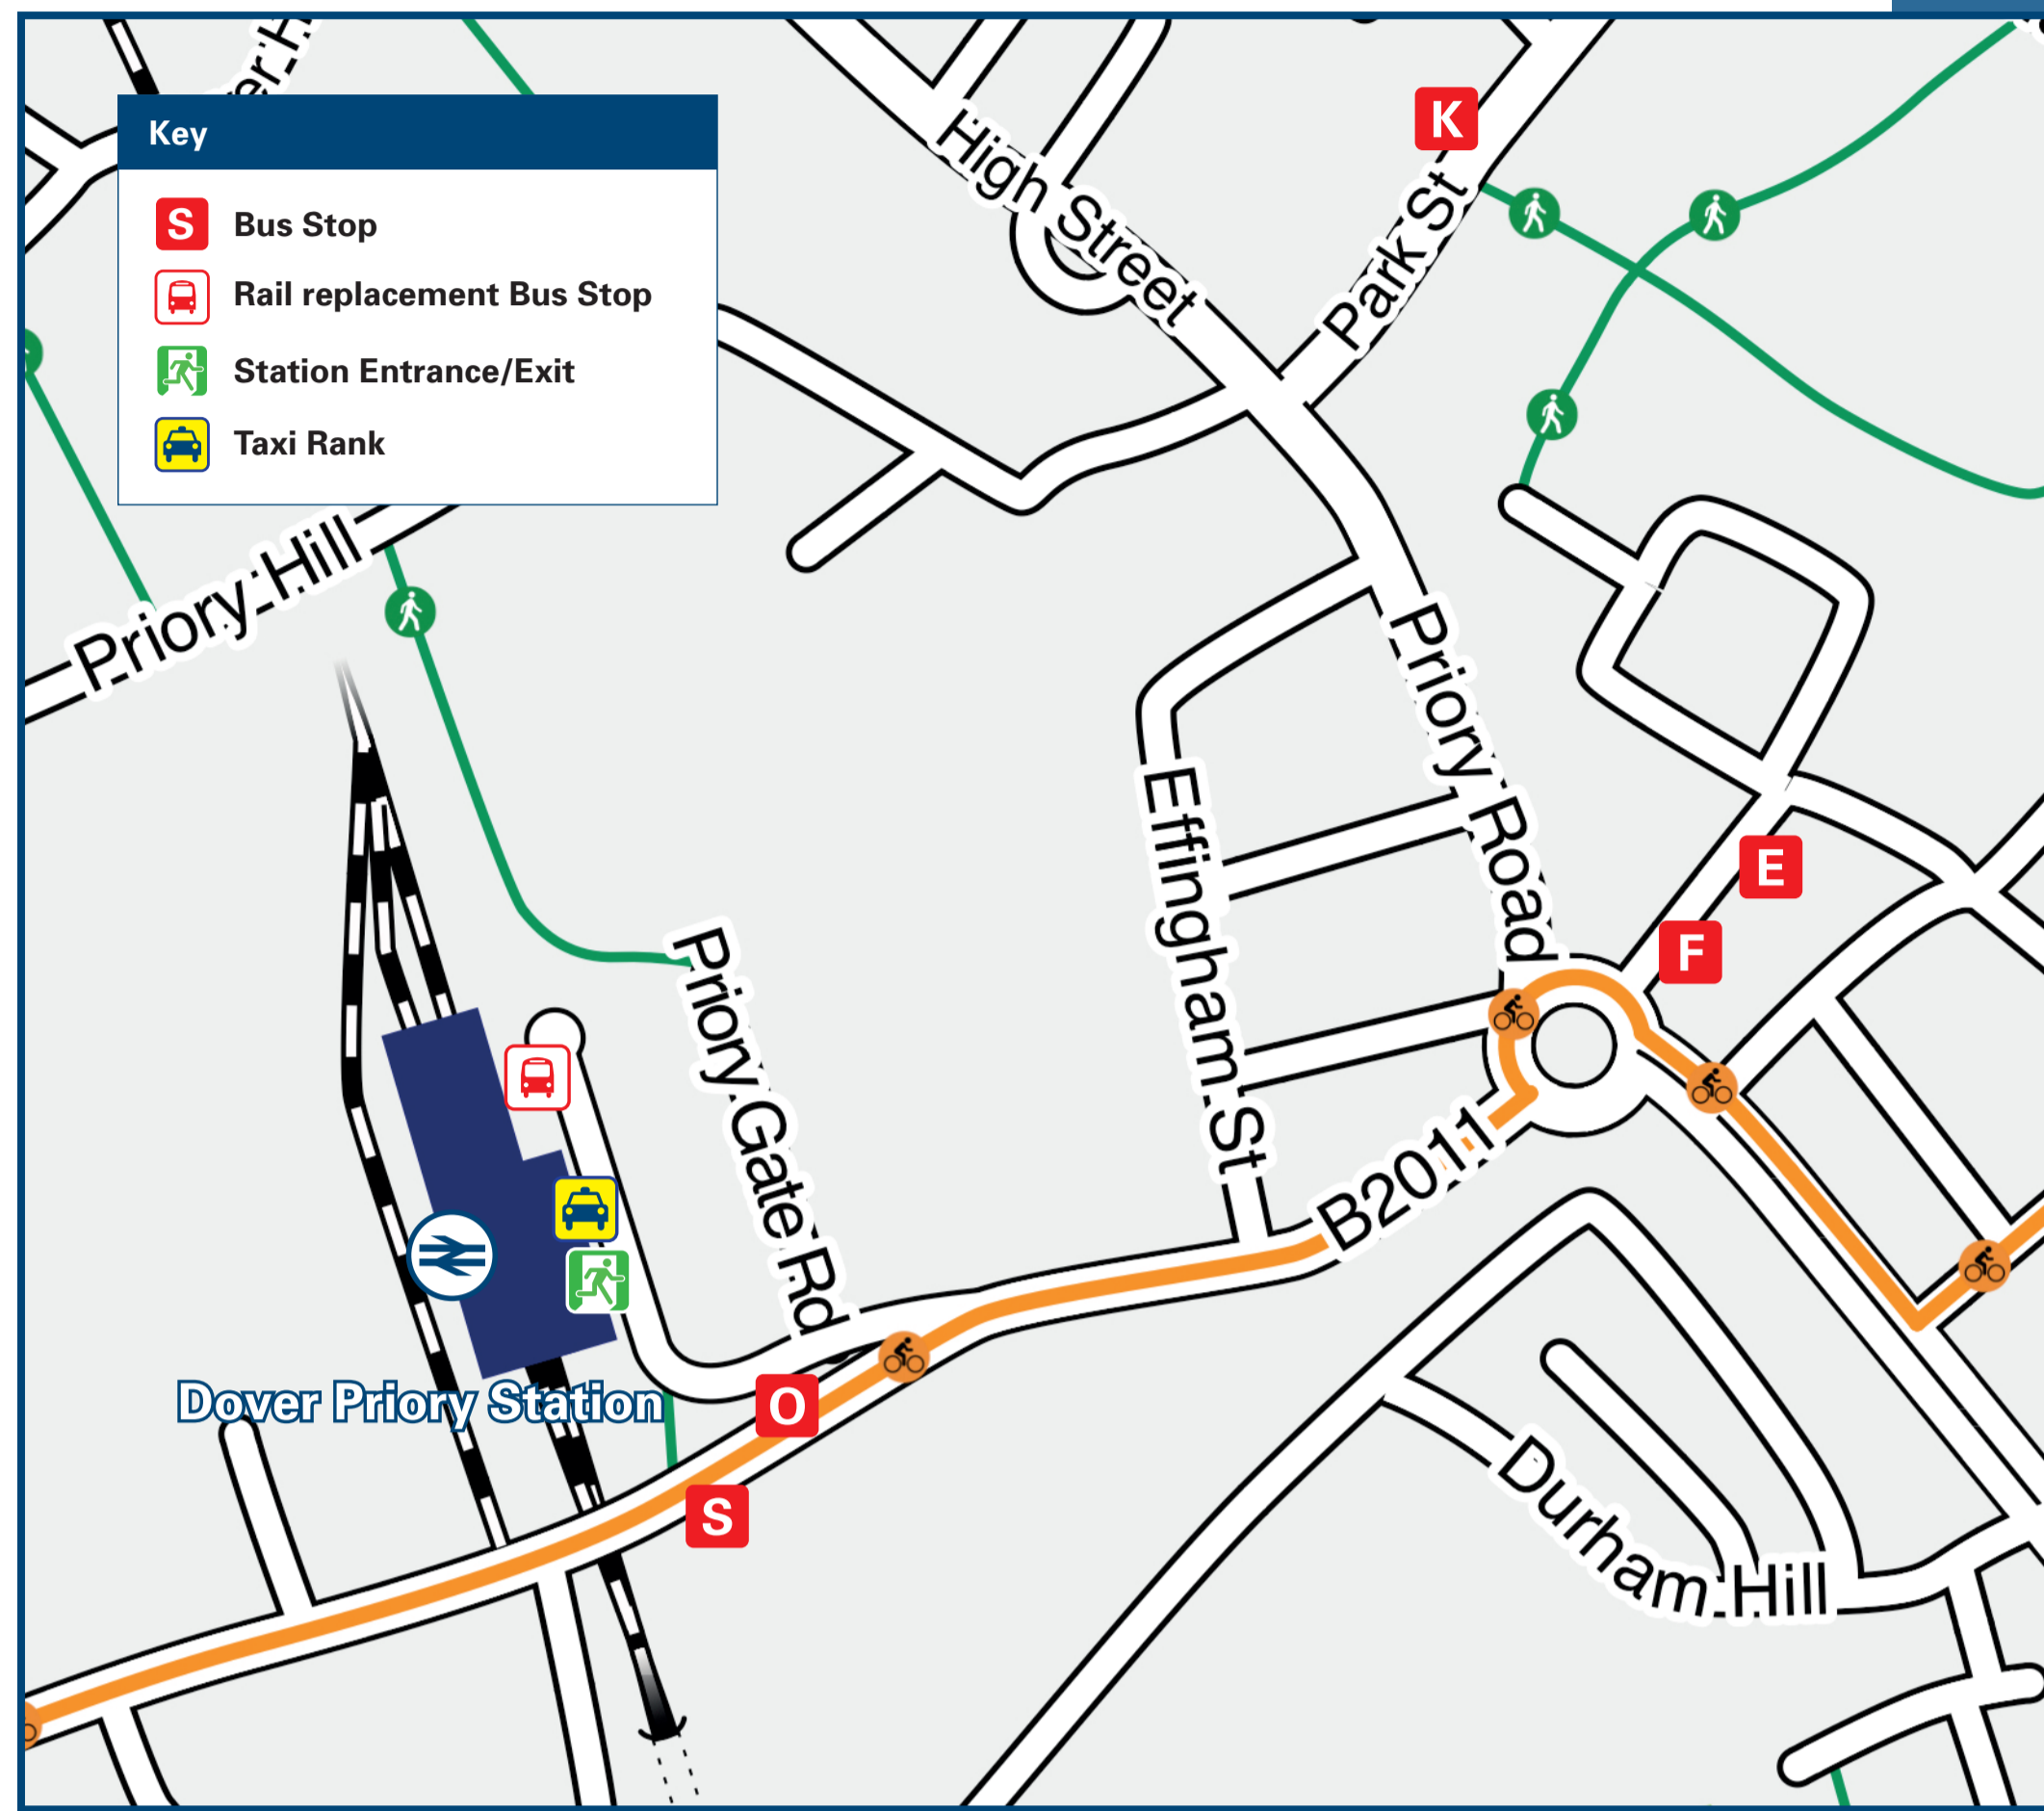 Key
S Bus Stop
Rail replacement Bus Stop
Station Entrance/Exit
Taxi Rank
High Street
K
Park St
Priory Hill
Priory Road
Effingham St
E
F
Priory Gate Rd
B2011
Dover Priory Station
O
S
Durham Hill